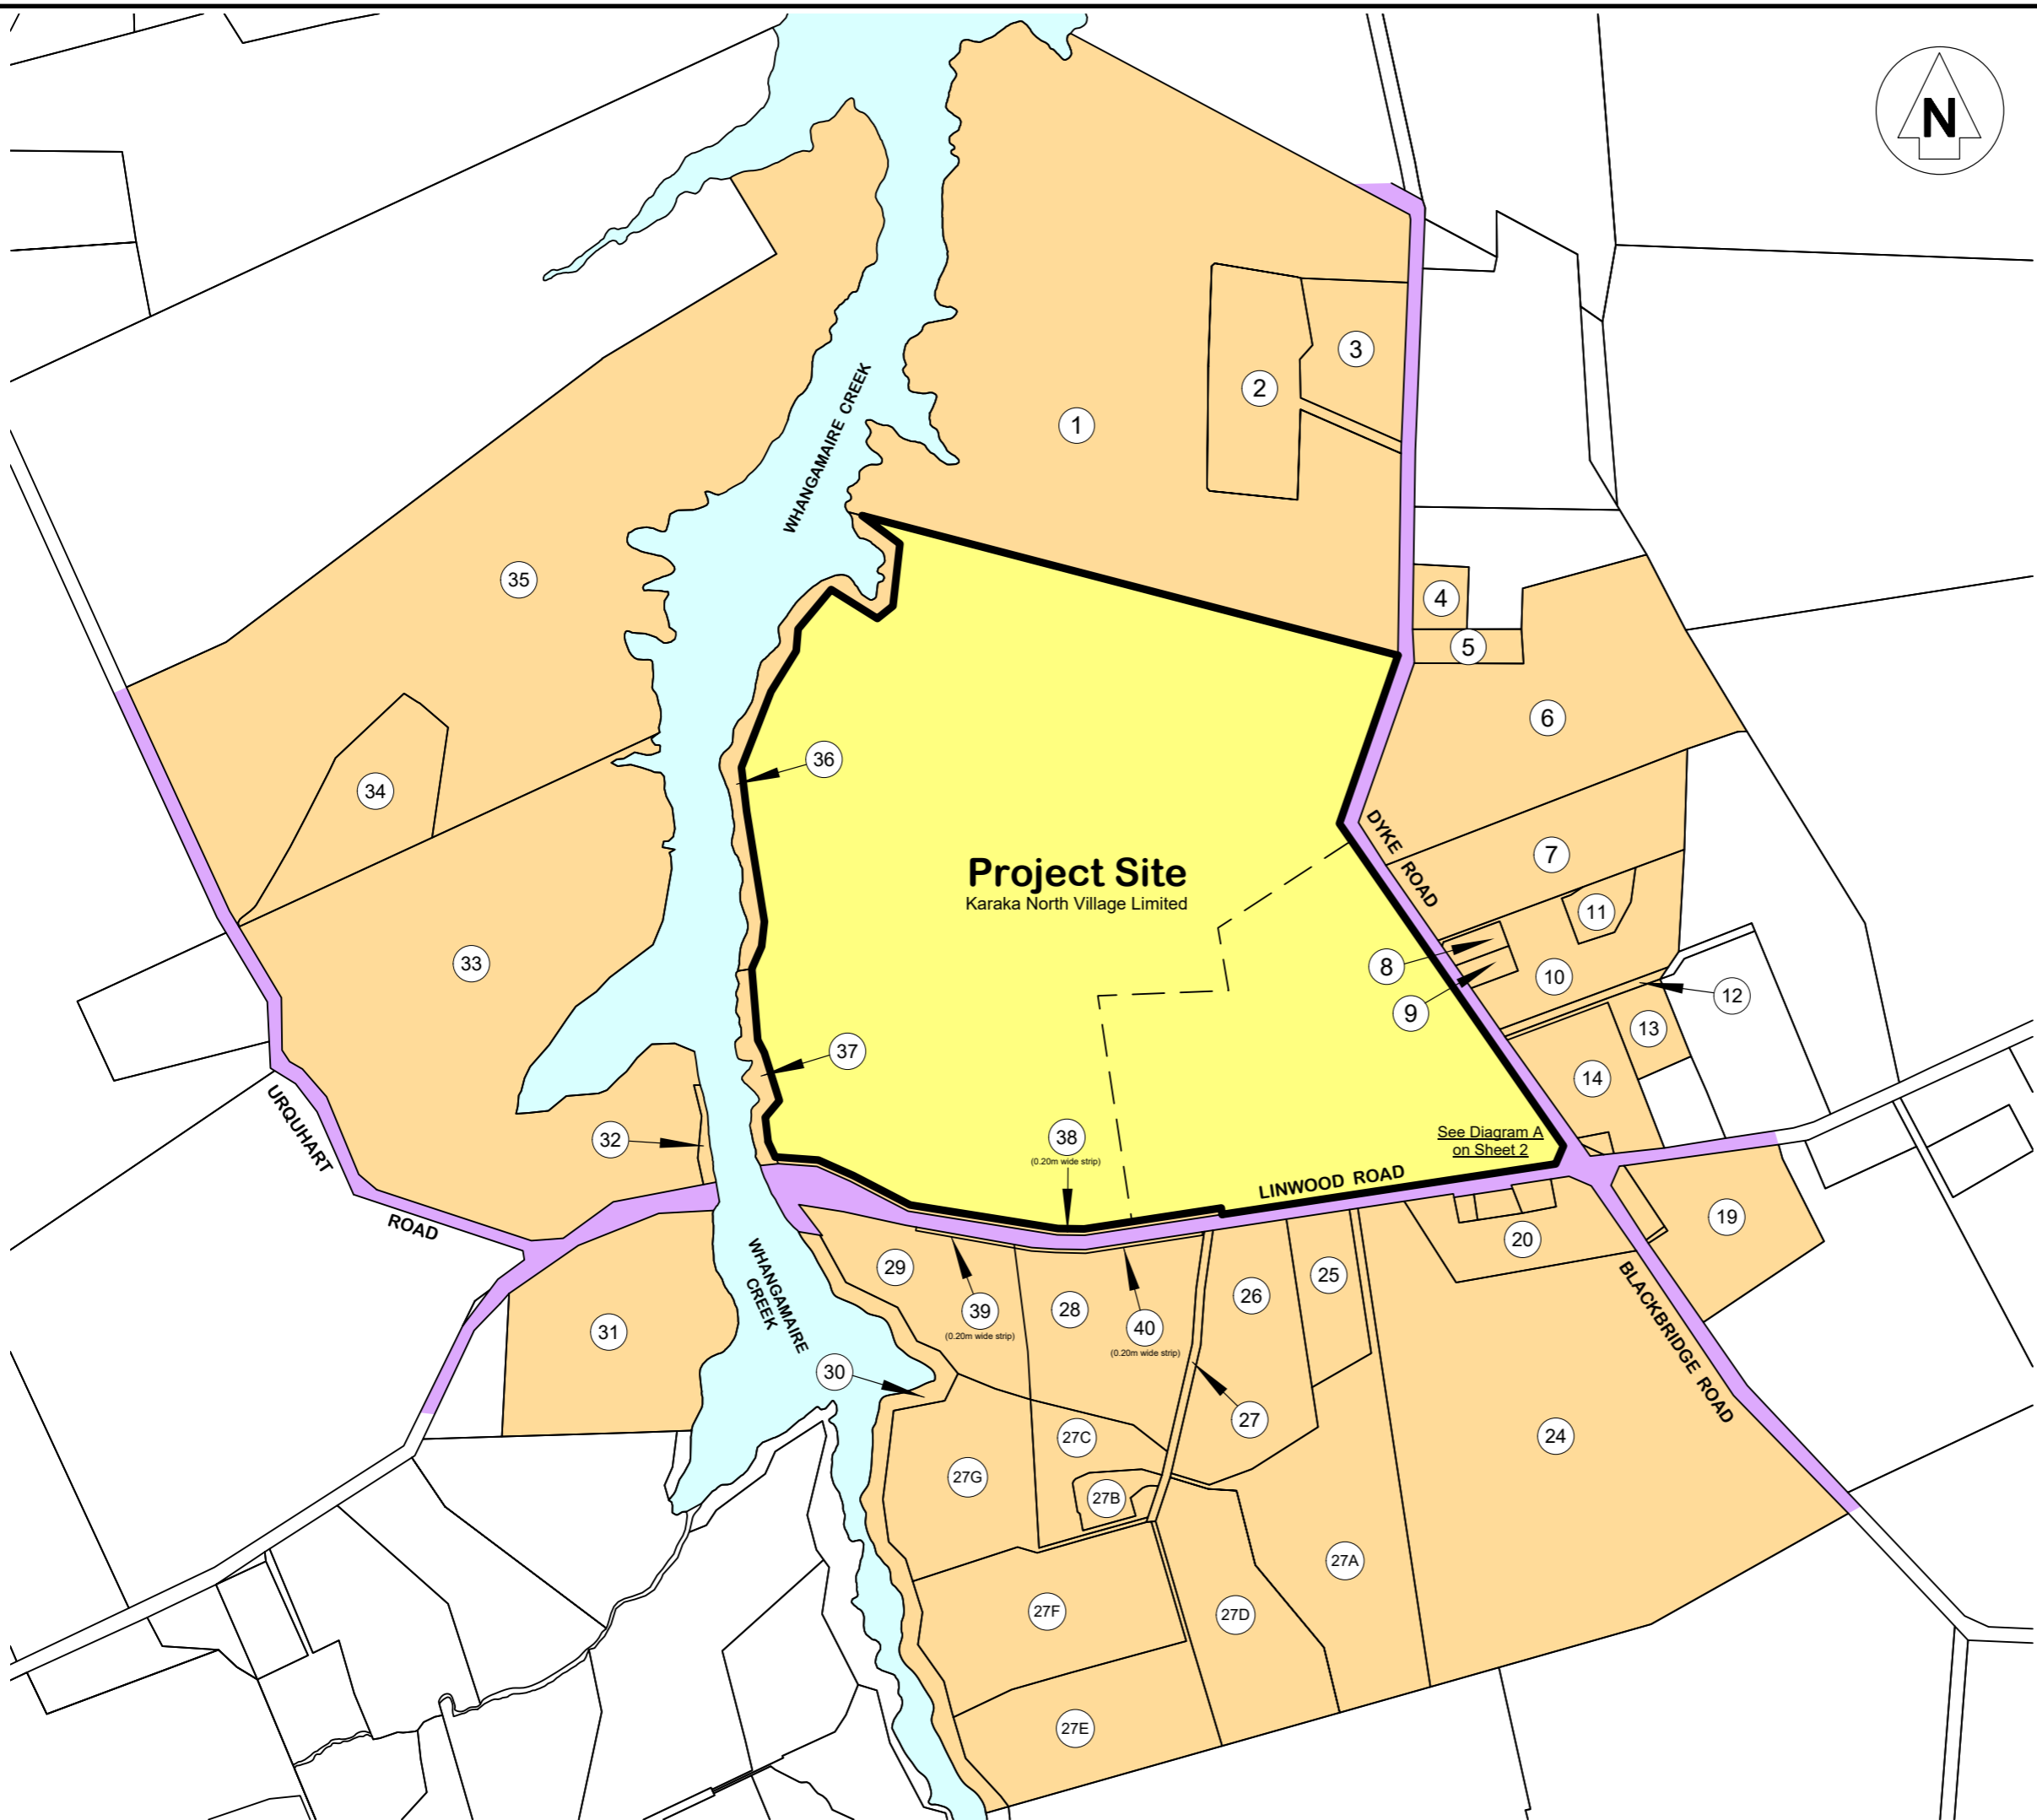 N
1
2
3
WHANGAMAIRE CREEK
35
4
5
6
36
34
Project Site
Karaka North Village Limited
DYKE ROAD
7
11
33
8
10
9
12
13
37
14
URQUHART
ROAD
32
38
(0.20m wide strip)
See Diagram A
on Sheet 2
LINWOOD ROAD
19
20
29
WHANGAMAIRE
CREEK
39
(0.20m wide strip)
28
40
(0.20m wide strip)
26
25
BLACKBRIDGE ROAD
31
30
27
27C
24
27G
27B
27A
27F
27D
27E